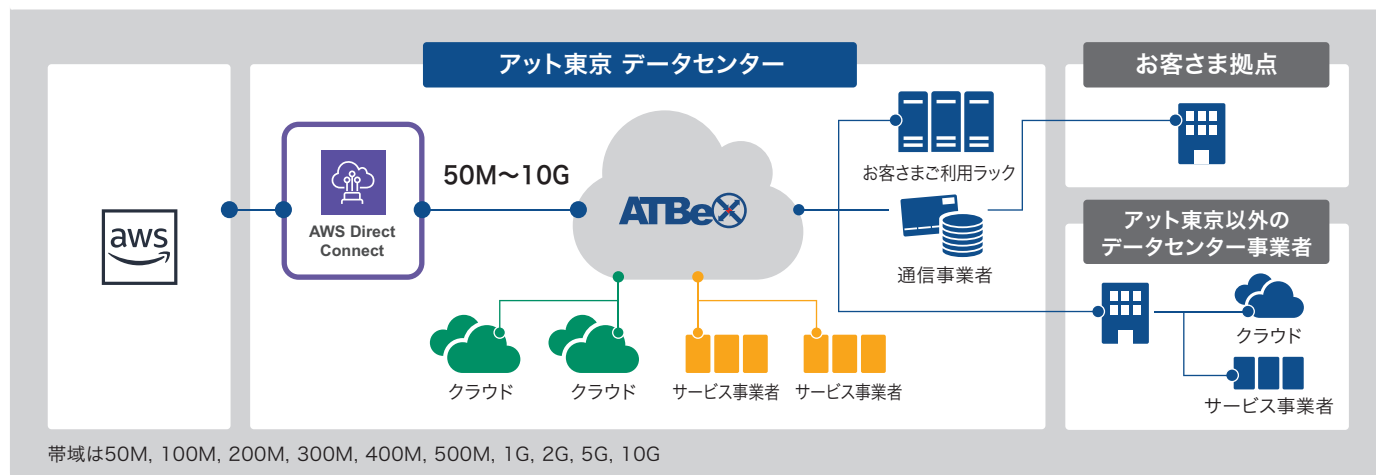 アット東京 データセンター
お客さま拠点
aws
AWS Direct
Connect
50M〜10G
ATBeX
お客さまご利用ラック
通信事業者
アット東京以外の
データセンター事業者
クラウド
サービス事業者
クラウド
クラウド
サービス事業者
サービス事業者
帯域は50M, 100M, 200M, 300M, 400M, 500M, 1G, 2G, 5G, 10G